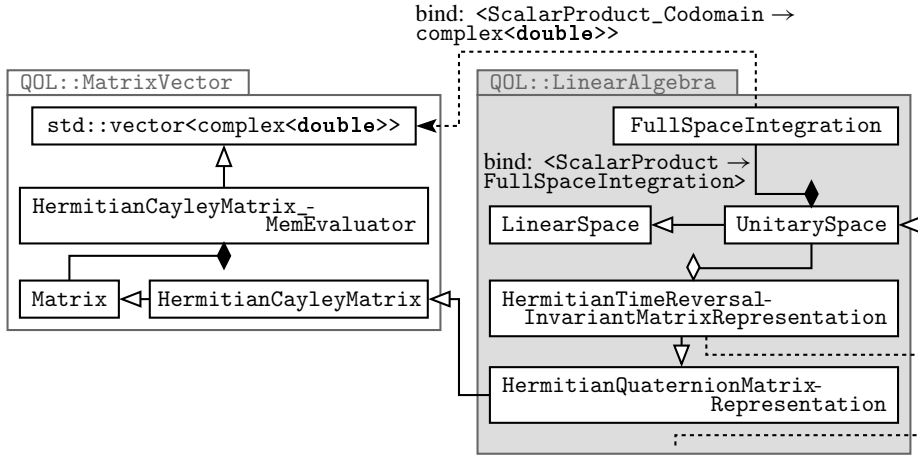 bind: <ScalarProduct_Codomain →
complex<double>>
QOL::MatrixVector
std::vector<complex<double>>
HermitianCayleyMatrix_-
MemEvaluator
Matrix
HermitianCayleyMatrix
QOL::LinearAlgebra
FullSpaceIntegration
bind: <ScalarProduct →
FullSpaceIntegration>
LinearSpace
UnitarySpace
HermitianTimeReversal-
InvariantMatrixRepresentation
HermitianQuaternionMatrix-
Representation